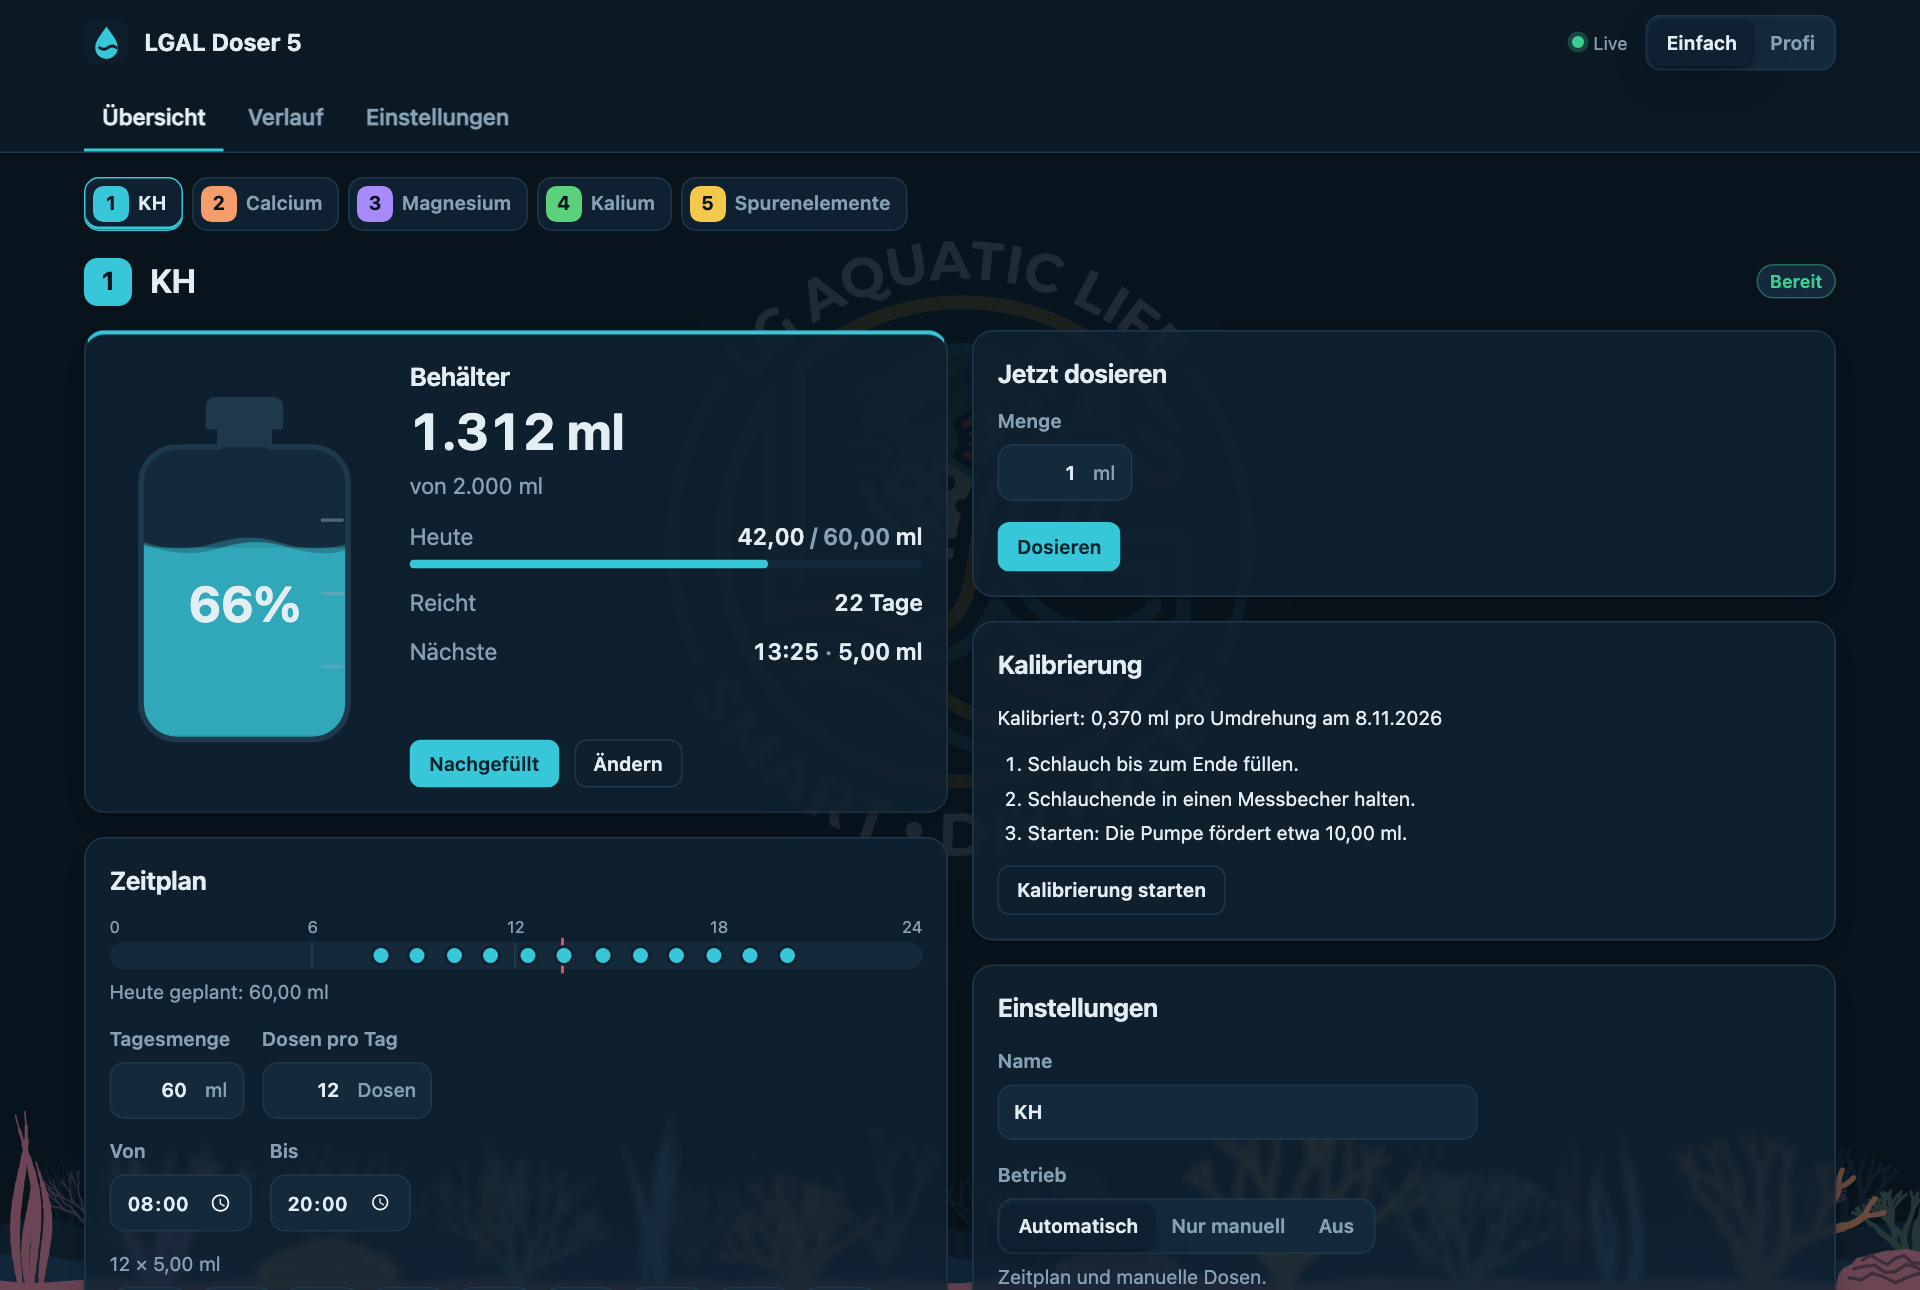 LGAL Doser 5
Live
Einfach
Profi
Übersicht
Verlauf
Einstellungen
1 KH
2 Calcium
3 Magnesium
4 Kalium
5 Spurenelemente
1 KH
Bereit
LG AQUATIC LIFE
Behälter
1.312 ml
von 2.000 ml
66%
Heute 42,00 / 60,00 ml
Reicht 22 Tage
Nächste 13:25 · 5,00 ml
Nachgefüllt
Ändern
Jetzt dosieren
Menge
1 ml
Dosieren
Kalibrierung
Kalibriert: 0,370 ml pro Umdrehung am 8.11.2026
1. Schlauch bis zum Ende füllen.
2. Schlauchende in einen Messbecher halten.
3. Starten: Die Pumpe fördert etwa 10,00 ml.
Kalibrierung starten
SMART • D
Zeitplan
0 6 12 18 24
Heute geplant: 60,00 ml
Tagesmenge Dosen pro Tag
60 ml 12 Dosen
Von Bis
08:00 20:00
12 × 5,00 ml
Einstellungen
Name
KH
Betrieb
Automatisch Nur manuell Aus
Zeitplan und manuelle Dosen.